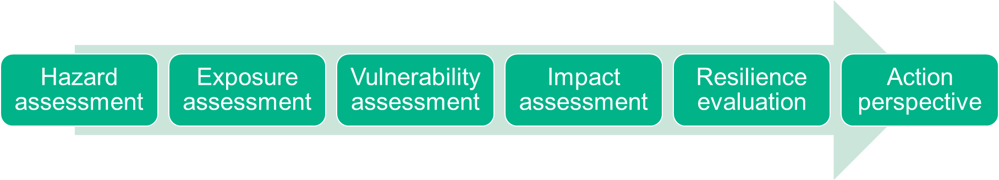 Hazard
assessment
Exposure
assessment
Vulnerability
assessment
Impact
assessment
Resilience
evaluation
Action
perspective